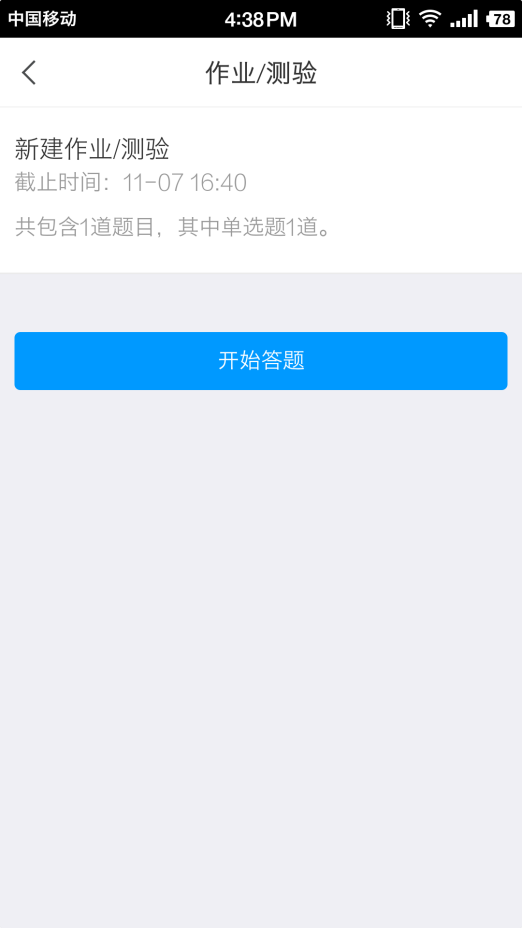 中国移动 4:38PM 78
作业/测验
新建作业/测验
截止时间：11-07 16:40
共包含1道题目，其中单选题1道。
开始答题